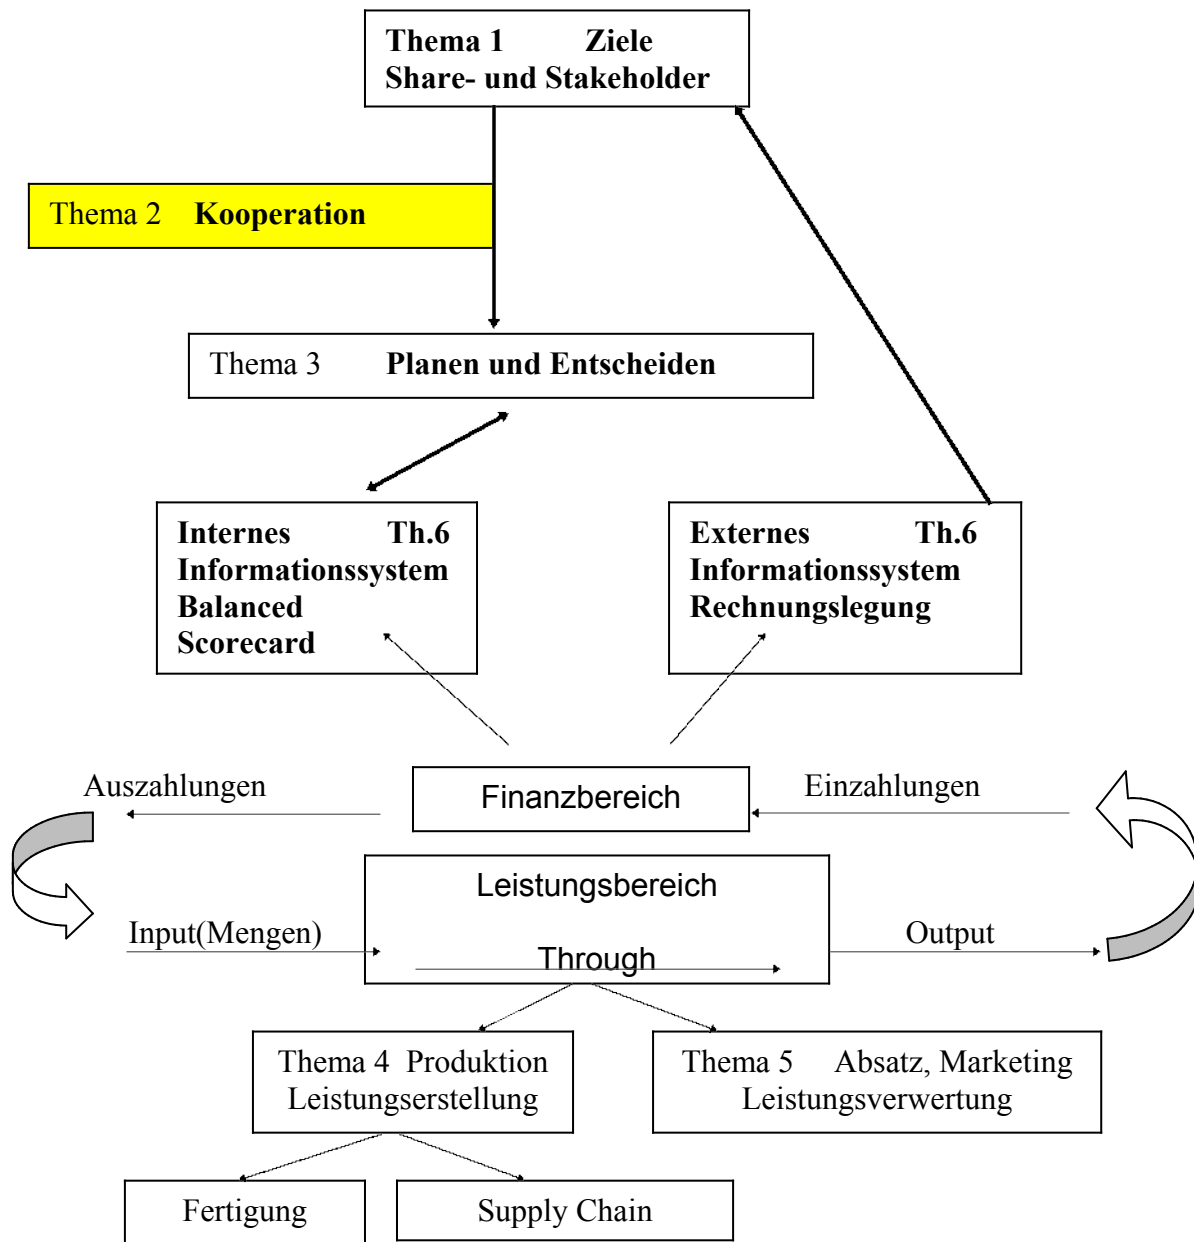 Thema 1 Ziele
Share- und Stakeholder
Thema 2 Kooperation
Thema 3 Planen und Entscheiden
Internes Th.6
Informationssystem
Balanced
Scorecard
Externes Th.6
Informationssystem
Rechnungslegung
Auszahlungen
Finanzbereich
Einzahlungen
Leistungsbereich
Input(Mengen)
Through
Output
Thema 4 Produktion
Leistungserstellung
Thema 5 Absatz, Marketing
Leistungsverwertung
Fertigung
Supply Chain